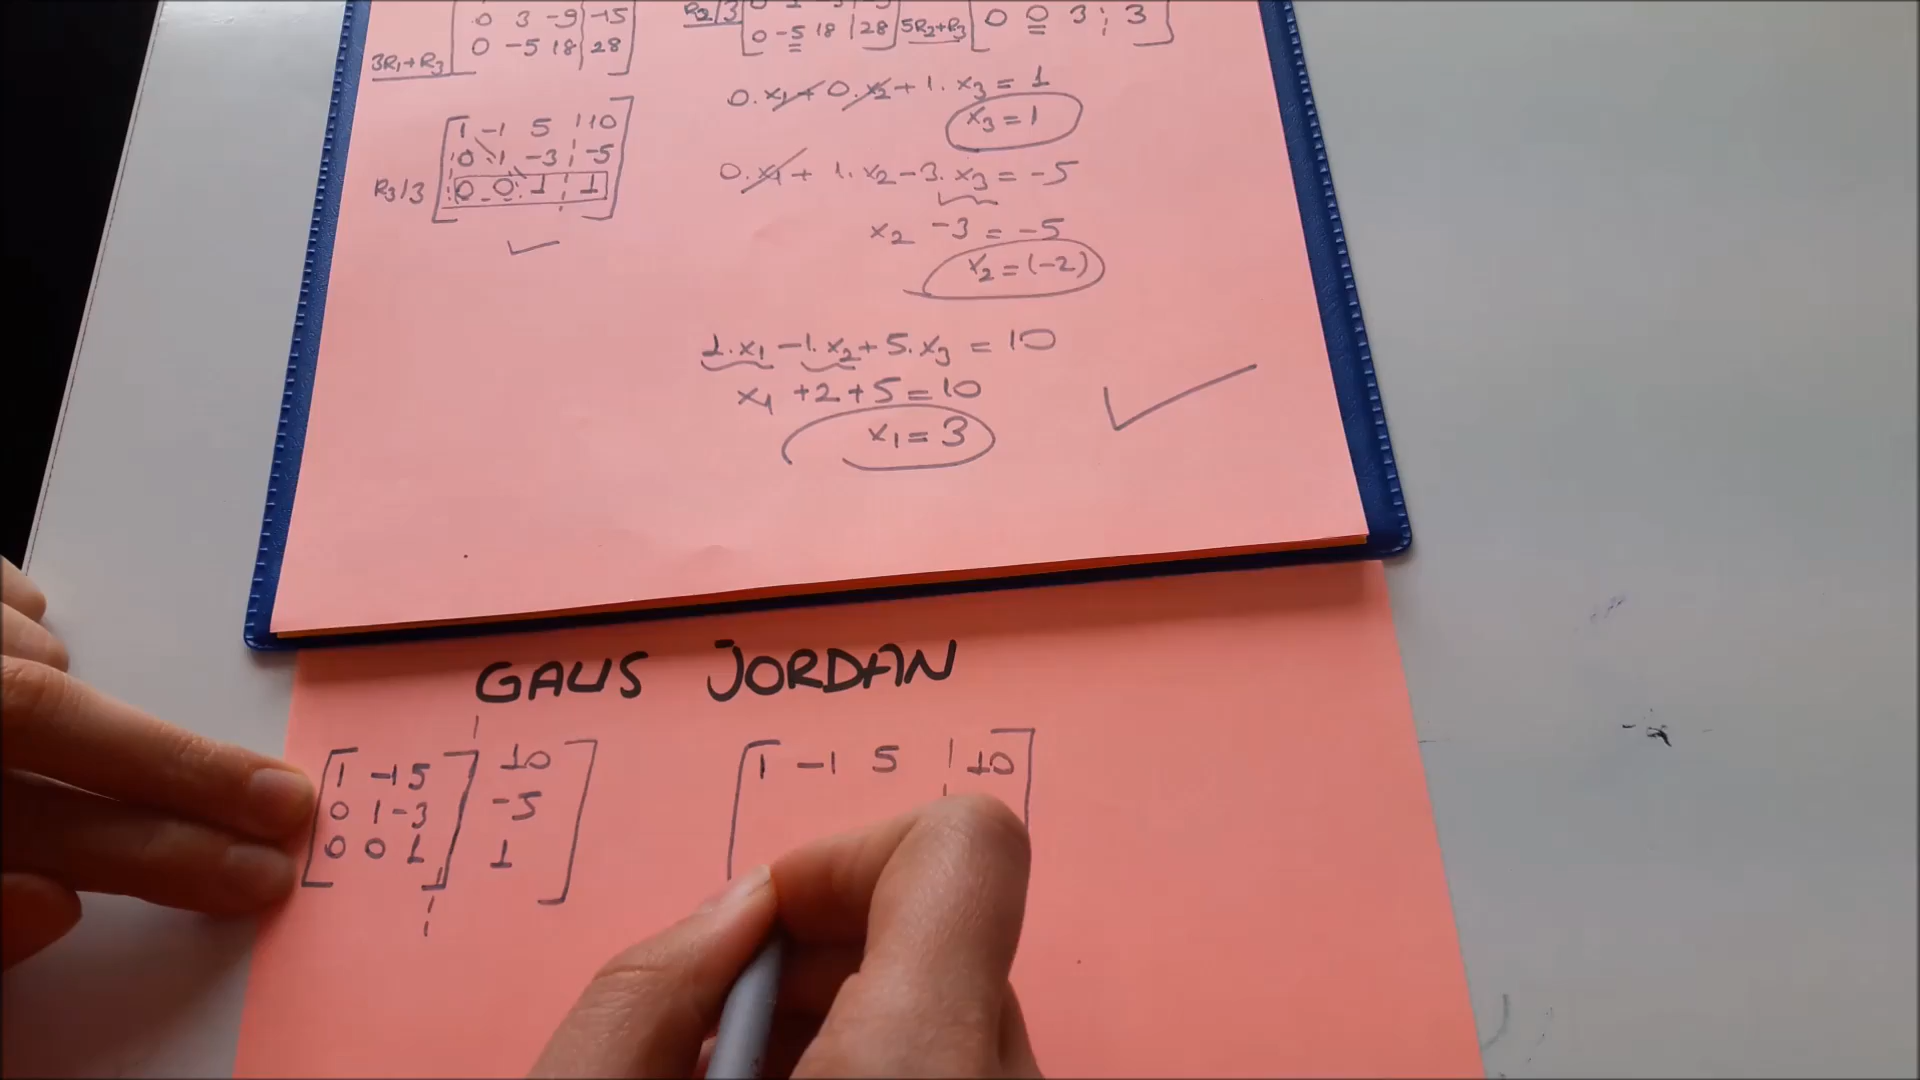 0 3 -9 | -15
3R₁+R₃ 0 -5 18 | 28
0 -5 18 | 28 5R₂+R₃ 0 0 3 ¦ 3
1 -1 5 ¦ 10
0 1 -3 ¦ -5
R₃/3 0 0 1 ¦ 1
0.x₁+0.x₂+1.x₃=1
x₃=1
0.x₁+1.x₂-3.x₃=-5
x₂-3=-5
x₂=(-2)
1.x₁-1.x₂+5.x₃=10
x₁+2+5=10
x₁=3
GAUS JORDAN
1 -1 5 10
0 1 -3 -5
0 0 1 1
1 -1 5 | 10